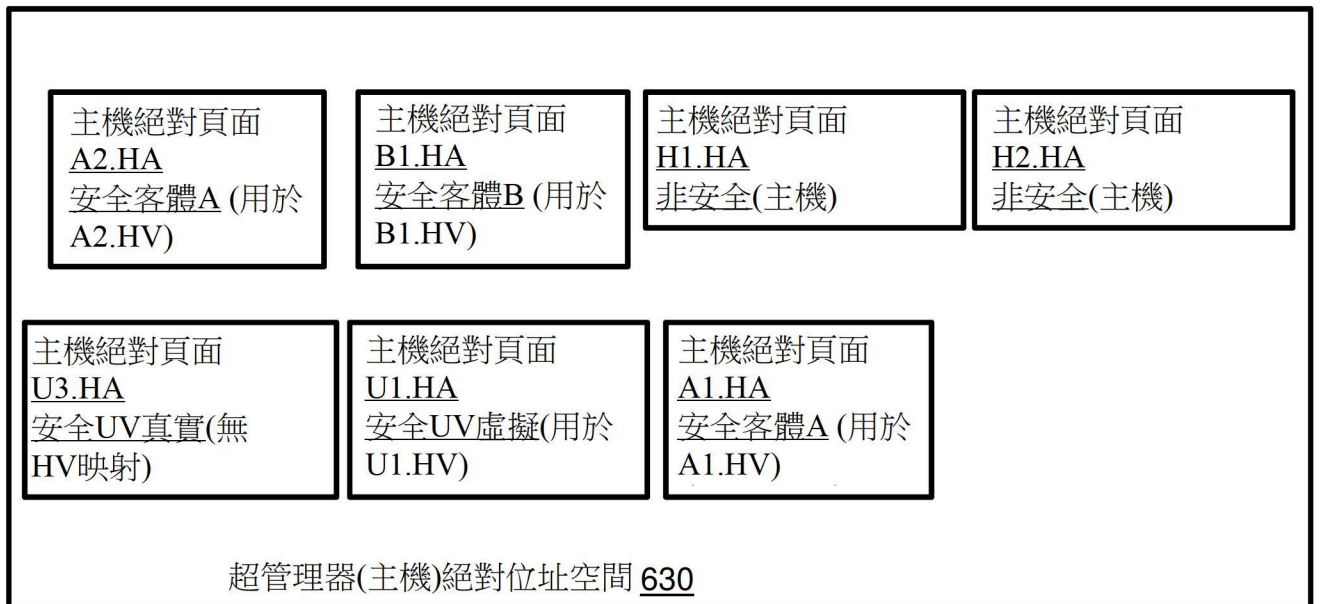 主機絕對頁面
A2.HA
安全客體A (用於
A2.HV)
主機絕對頁面
B1.HA
安全客體B (用於
B1.HV)
主機絕對頁面
H1.HA
非安全(主機)
主機絕對頁面
H2.HA
非安全(主機)
主機絕對頁面
U3.HA
安全UV真實(無
HV映射)
主機絕對頁面
U1.HA
安全UV虛擬(用於
U1.HV)
主機絕對頁面
A1.HA
安全客體A (用於
A1.HV)
超管理器(主機)絕對位址空間 630